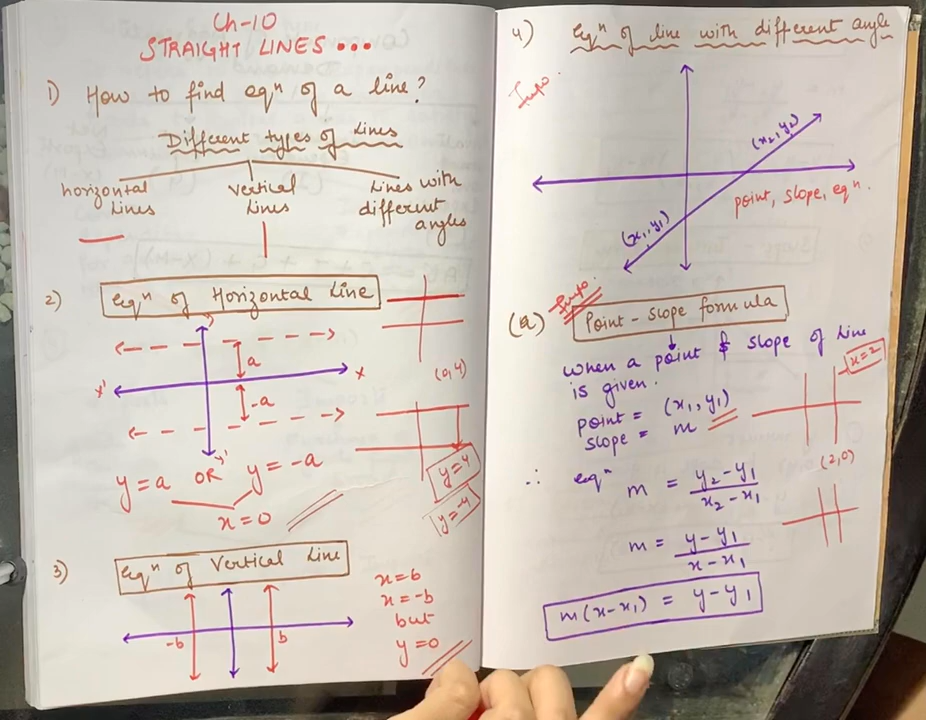 Ch-10
STRAIGHT LINES...
1) How to find eqⁿ of a line?
Different types of Lines
horizontal Lines
Vertical Lines
Lines with different angles
2) eqⁿ of Horizontal Line
y
a
x' x
-a
y'
y=a OR y=-a
x=0
(0,4)
y=4
y=-4
3) eqⁿ of Vertical Line
-b b
x=b
x=-b
but
y=0
4) eqⁿ of line with different angle
Imp.
(x₂,y₂)
point, slope, eqⁿ.
(x₁,y₁)
Imp.
(a) Point-slope formula
when a point & slope of Line
is given.
x=2
point = (x₁,y₁)
slope = m
(2,0)
∴ eqⁿ m = y₂-y₁/x₂-x₁
m = y-y₁/x-x₁
m(x-x₁) = y-y₁